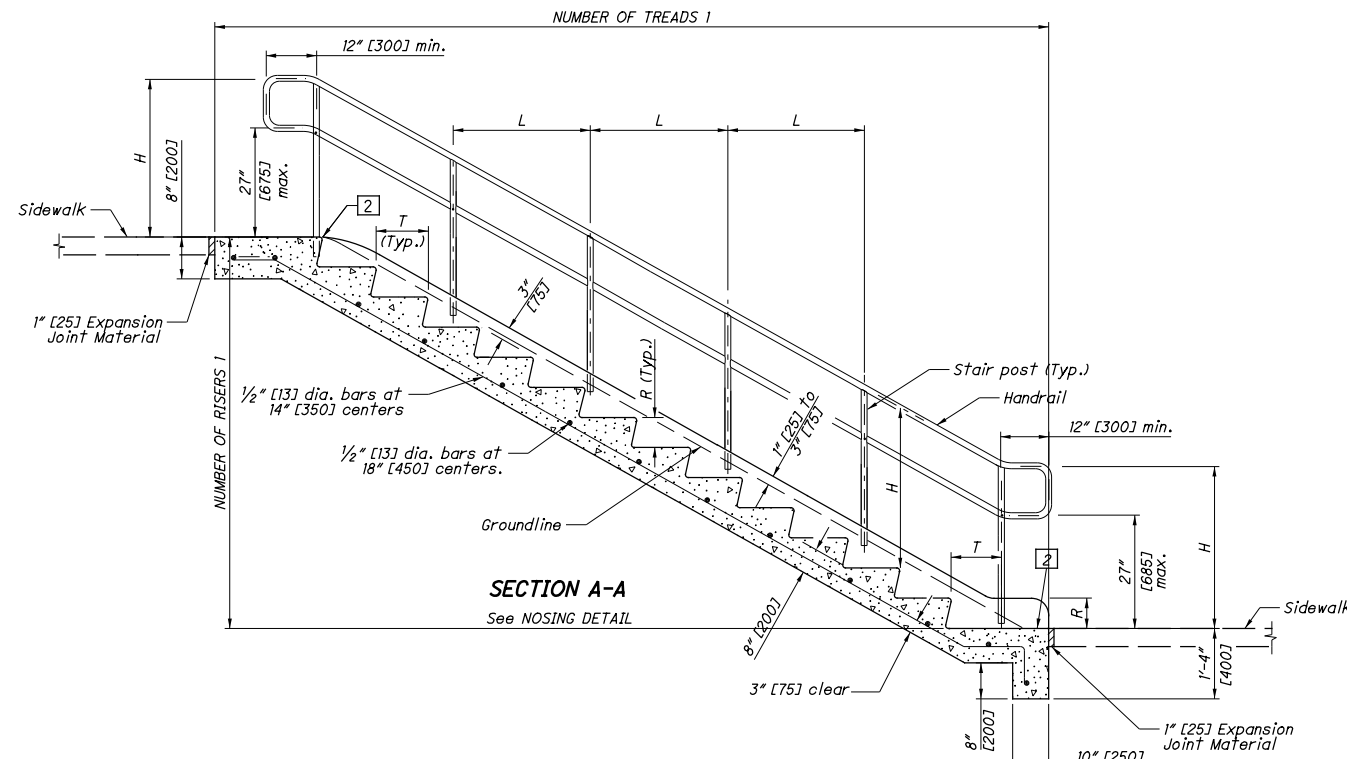 NUMBER OF TREADS 1
12" [300] min.
H
8" [200]
27"
[675]
max.
L
L
L
Sidewalk
2
T
(Typ.)
3"
[75]
1" [25] Expansion
Joint Material
NUMBER OF RISERS 1
½" [13] dia. bars at
14" [350] centers
R (Typ.)
Stair post (Typ.)
Handrail
½" [13] dia. bars at
18" [450] centers.
1" [25] to
3" [75]
12" [300] min.
H
Groundline
T
2
27"
[685]
max.
H
SECTION A-A
See NOSING DETAIL
R
Sidewalk
8" [200]
1'-4"
[400]
3" [75] clear
8"
[200]
1" [25] Expansion
Joint Material
10" [250]